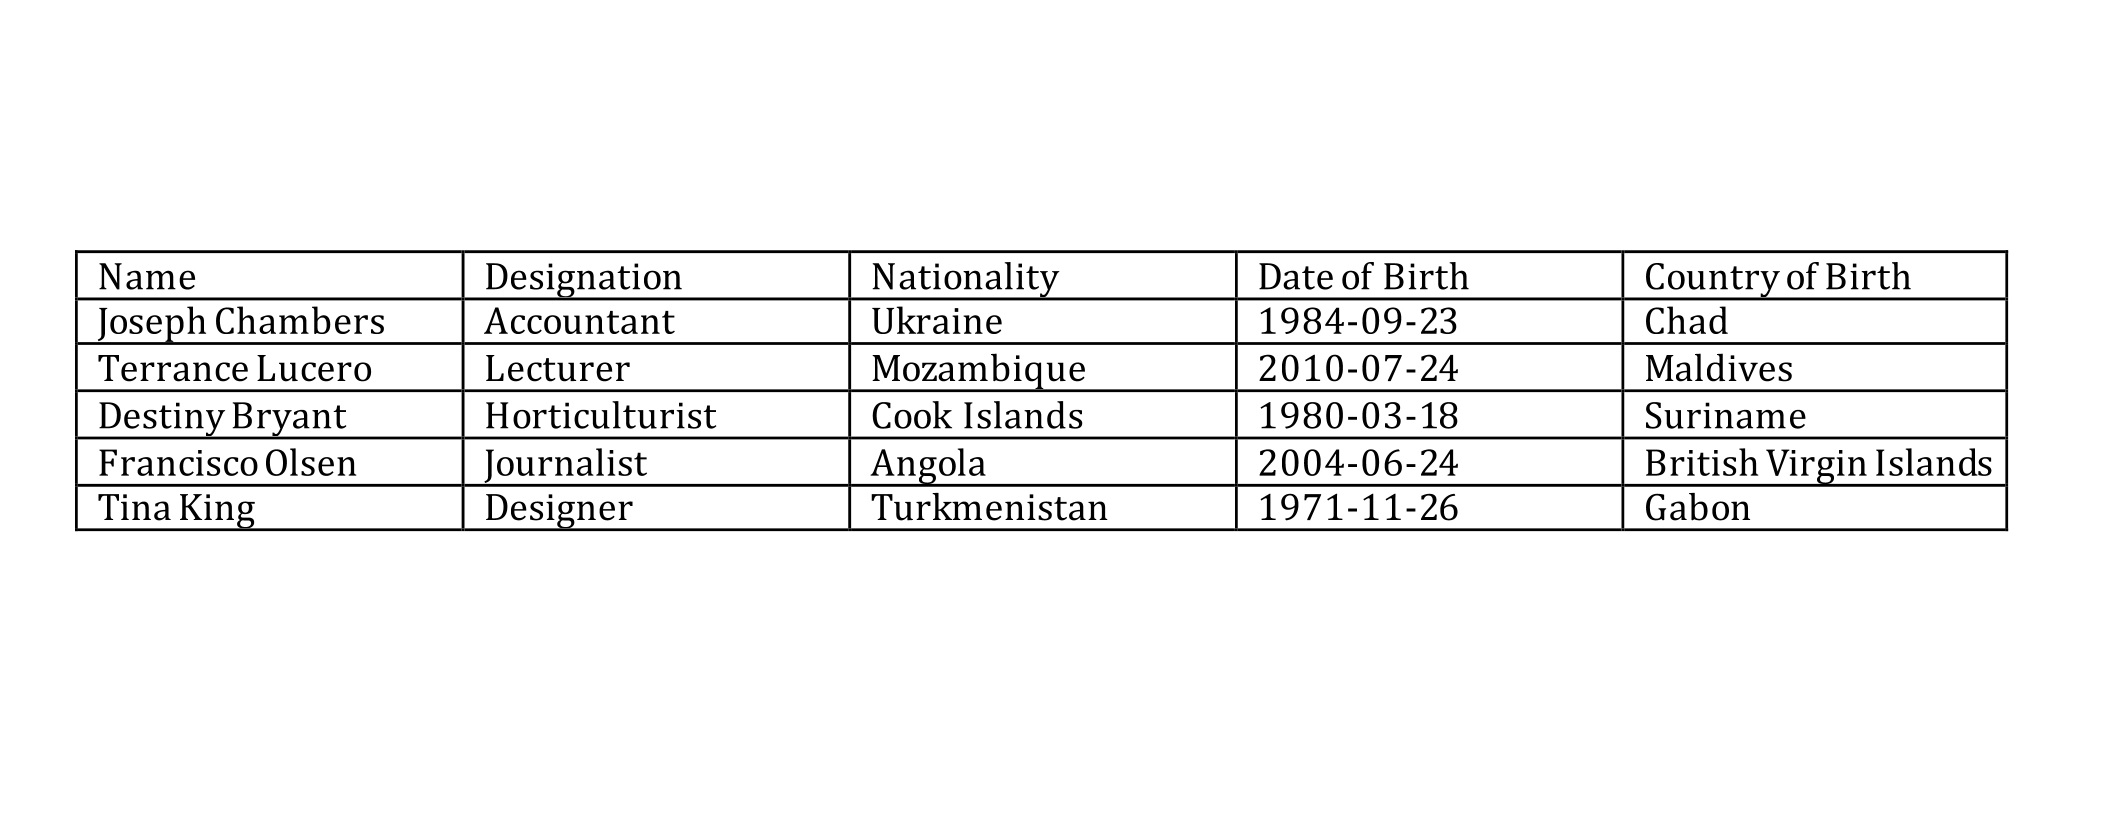 Name Designation Nationality Date of Birth Country of Birth
Joseph Chambers Accountant Ukraine 1984-09-23 Chad
Terrance Lucero Lecturer Mozambique 2010-07-24 Maldives
Destiny Bryant Horticulturist Cook Islands 1980-03-18 Suriname
Francisco Olsen Journalist Angola 2004-06-24 British Virgin Islands
Tina King Designer Turkmenistan 1971-11-26 Gabon